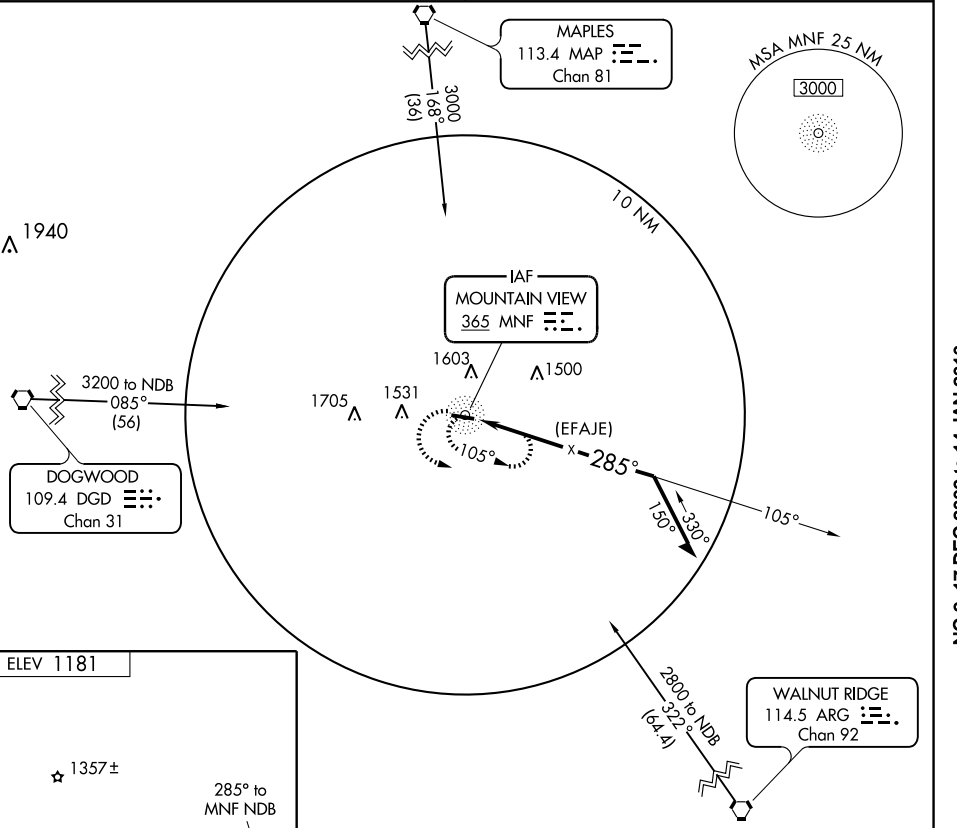 MAPLES
113.4 MAP
Chan 81
MSA MNF 25 NM
3000
3000
168°
(36)
10 NM
1940
IAF
MOUNTAIN VIEW
365 MNF
1603
1500
3200 to NDB
085°
(56)
1705
1531
(EFAJE)
x
285°
105°
105°
DOGWOOD
109.4 DGD
Chan 31
150°
330°
2800 to NDB
322°
(64.4)
WALNUT RIDGE
114.5 ARG
Chan 92
ELEV 1181
1357±
285° to
MNF NDB